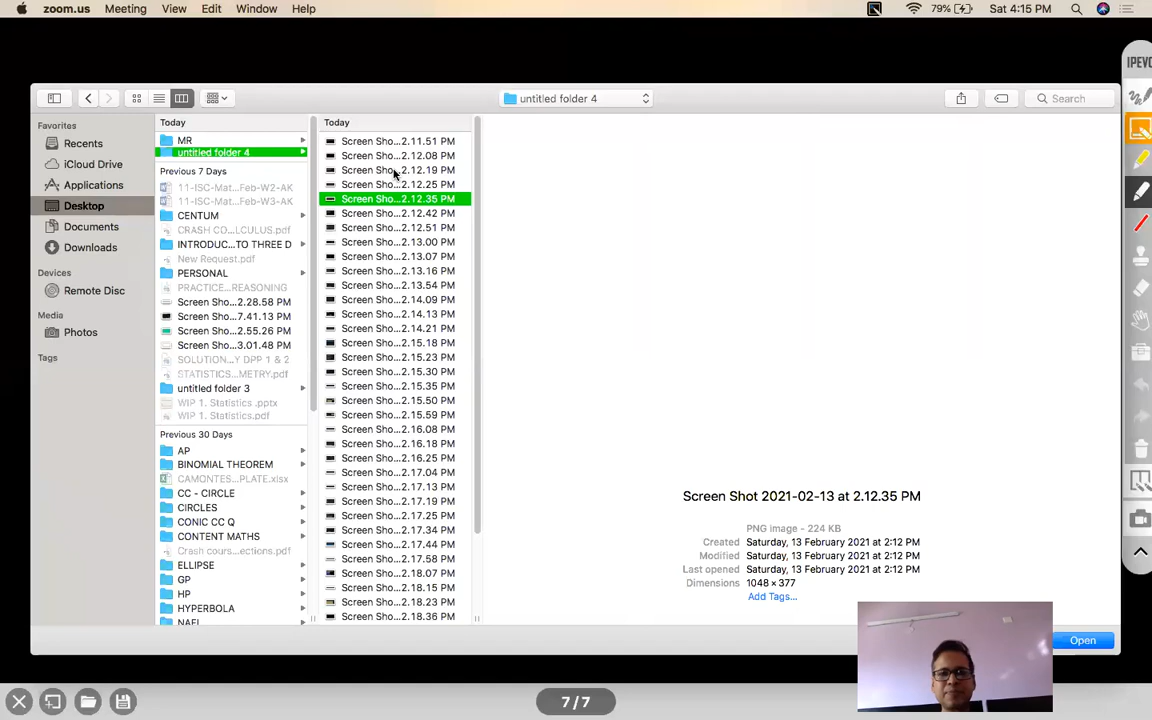 zoom.us Meeting View Edit Window Help 79% Sat 4:15 PM
IPEVO
untitled folder 4
Search
Favorites
Recents
iCloud Drive
Applications
Desktop
Documents
Downloads
Devices
Remote Disc
Media
Photos
Tags
Today
MR
untitled folder 4
Previous 7 Days
11-ISC-Mat...Feb-W2-AK
11-ISC-Mat...Feb-W3-AK
CENTUM
CRASH CO...LCULUS.pdf
INTRODUC...TO THREE D
New Request.pdf
PERSONAL
PRACTICE...REASONING
Screen Sho...2.28.58 PM
Screen Sho...7.41.13 PM
Screen Sho...2.55.26 PM
Screen Sho...3.01.48 PM
SOLUTION...Y DPP 1 & 2
STATISTICS...METRY.pdf
untitled folder 3
WIP 1. Statistics .pptx
WIP 1. Statistics.pdf
Previous 30 Days
AP
BINOMIAL THEOREM
CAMONTES...PLATE.xlsx
CC - CIRCLE
CIRCLES
CONIC CC Q
CONTENT MATHS
Crash cours...ections.pdf
ELLIPSE
GP
HP
HYPERBOLA
Today
Screen Sho...2.11.51 PM
Screen Sho...2.12.08 PM
Screen Sho...2.12.19 PM
Screen Sho...2.12.25 PM
Screen Sho...2.12.35 PM
Screen Sho...2.12.42 PM
Screen Sho...2.12.51 PM
Screen Sho...2.13.00 PM
Screen Sho...2.13.07 PM
Screen Sho...2.13.16 PM
Screen Sho...2.13.54 PM
Screen Sho...2.14.09 PM
Screen Sho...2.14.13 PM
Screen Sho...2.14.21 PM
Screen Sho...2.15.18 PM
Screen Sho...2.15.23 PM
Screen Sho...2.15.30 PM
Screen Sho...2.15.35 PM
Screen Sho...2.15.50 PM
Screen Sho...2.15.59 PM
Screen Sho...2.16.08 PM
Screen Sho...2.16.18 PM
Screen Sho...2.16.25 PM
Screen Sho...2.17.04 PM
Screen Sho...2.17.13 PM
Screen Sho...2.17.19 PM
Screen Sho...2.17.25 PM
Screen Sho...2.17.34 PM
Screen Sho...2.17.44 PM
Screen Sho...2.17.58 PM
Screen Sho...2.18.07 PM
Screen Sho...2.18.15 PM
Screen Sho...2.18.23 PM
Screen Sho...2.18.36 PM
Screen Shot 2021-02-13 at 2.12.35 PM
PNG image - 224 KB
Created Saturday, 13 February 2021 at 2:12 PM
Modified Saturday, 13 February 2021 at 2:12 PM
Last opened Saturday, 13 February 2021 at 2:12 PM
Dimensions 1048 × 377
Add Tags...
Open
7/7